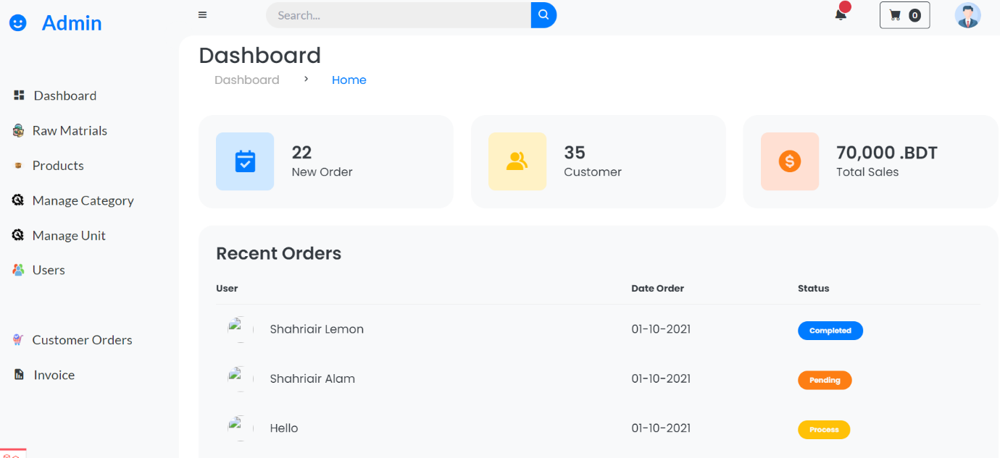 Admin
Search...
0
Dashboard
Dashboard > Home
Dashboard
Raw Matrials
Products
Manage Category
Manage Unit
Users
Customer Orders
Invoice
22
New Order
35
Customer
70,000 .BDT
Total Sales
Recent Orders
User Date Order Status
Shahriair Lemon 01-10-2021 Completed
Shahriair Alam 01-10-2021 Pending
Hello 01-10-2021 Process